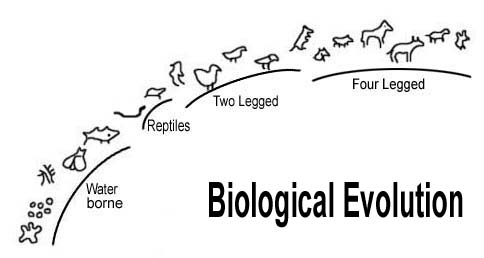 Four Legged
Two Legged
Reptiles
Water
borne
Biological Evolution